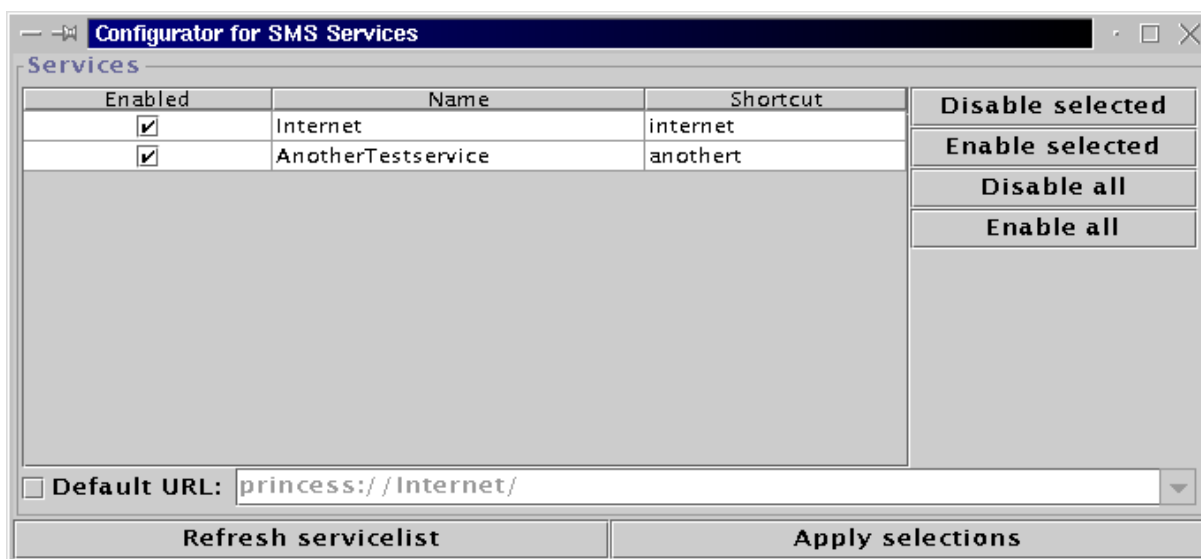 Configurator for SMS Services
Services
Enabled Name Shortcut
Internet internet
AnotherTestservice anothert
Disable selected
Enable selected
Disable all
Enable all
Default URL: princess://Internet/
Refresh servicelist Apply selections